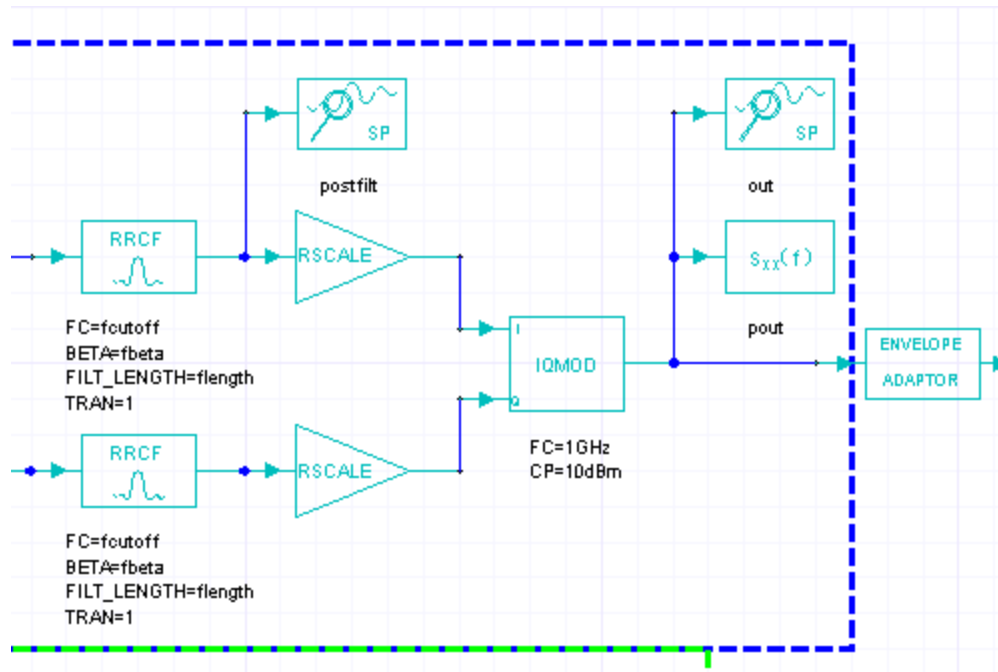 SP
postfilt
SP
out
RRCF
RSCALE
Sxx(f)
pout
FC=fcutoff
BETA=fbeta
FILT_LENGTH=flength
TRAN=1
I
IQMOD
Q
FC=1GHz
CP=10dBm
ENVELOPE
ADAPTOR
RRCF
RSCALE
FC=fcutoff
BETA=fbeta
FILT_LENGTH=flength
TRAN=1